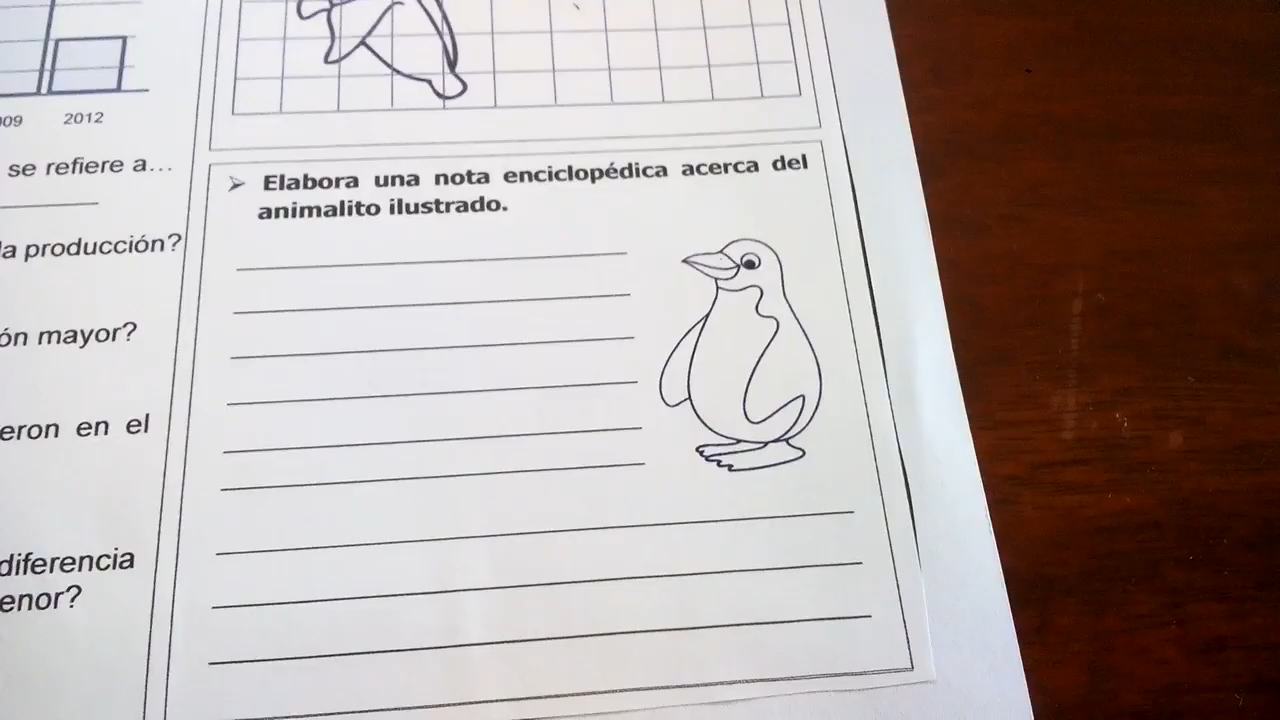 09
2012
se refiere a...
a producción?
ón mayor?
eron en el
diferencia
enor?
➢ Elabora una nota enciclopédica acerca del
animalito ilustrado.